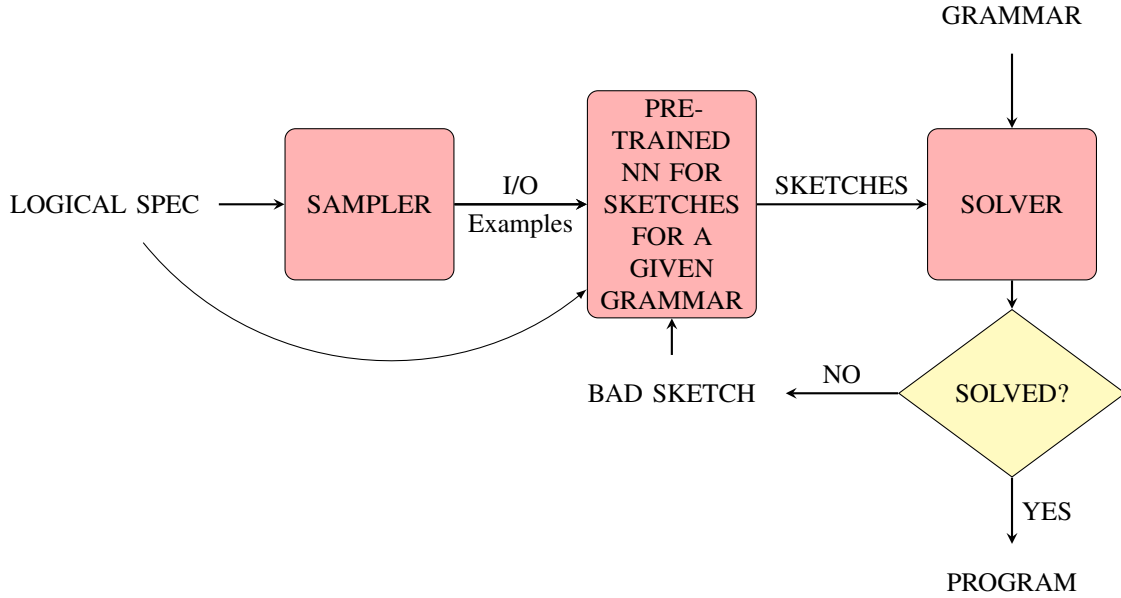 GRAMMAR
LOGICAL SPEC
SAMPLER
I/O
Examples
PRE-
TRAINED
NN FOR
SKETCHES
FOR A
GIVEN
GRAMMAR
SKETCHES
SOLVER
SOLVED?
NO
BAD SKETCH
YES
PROGRAM